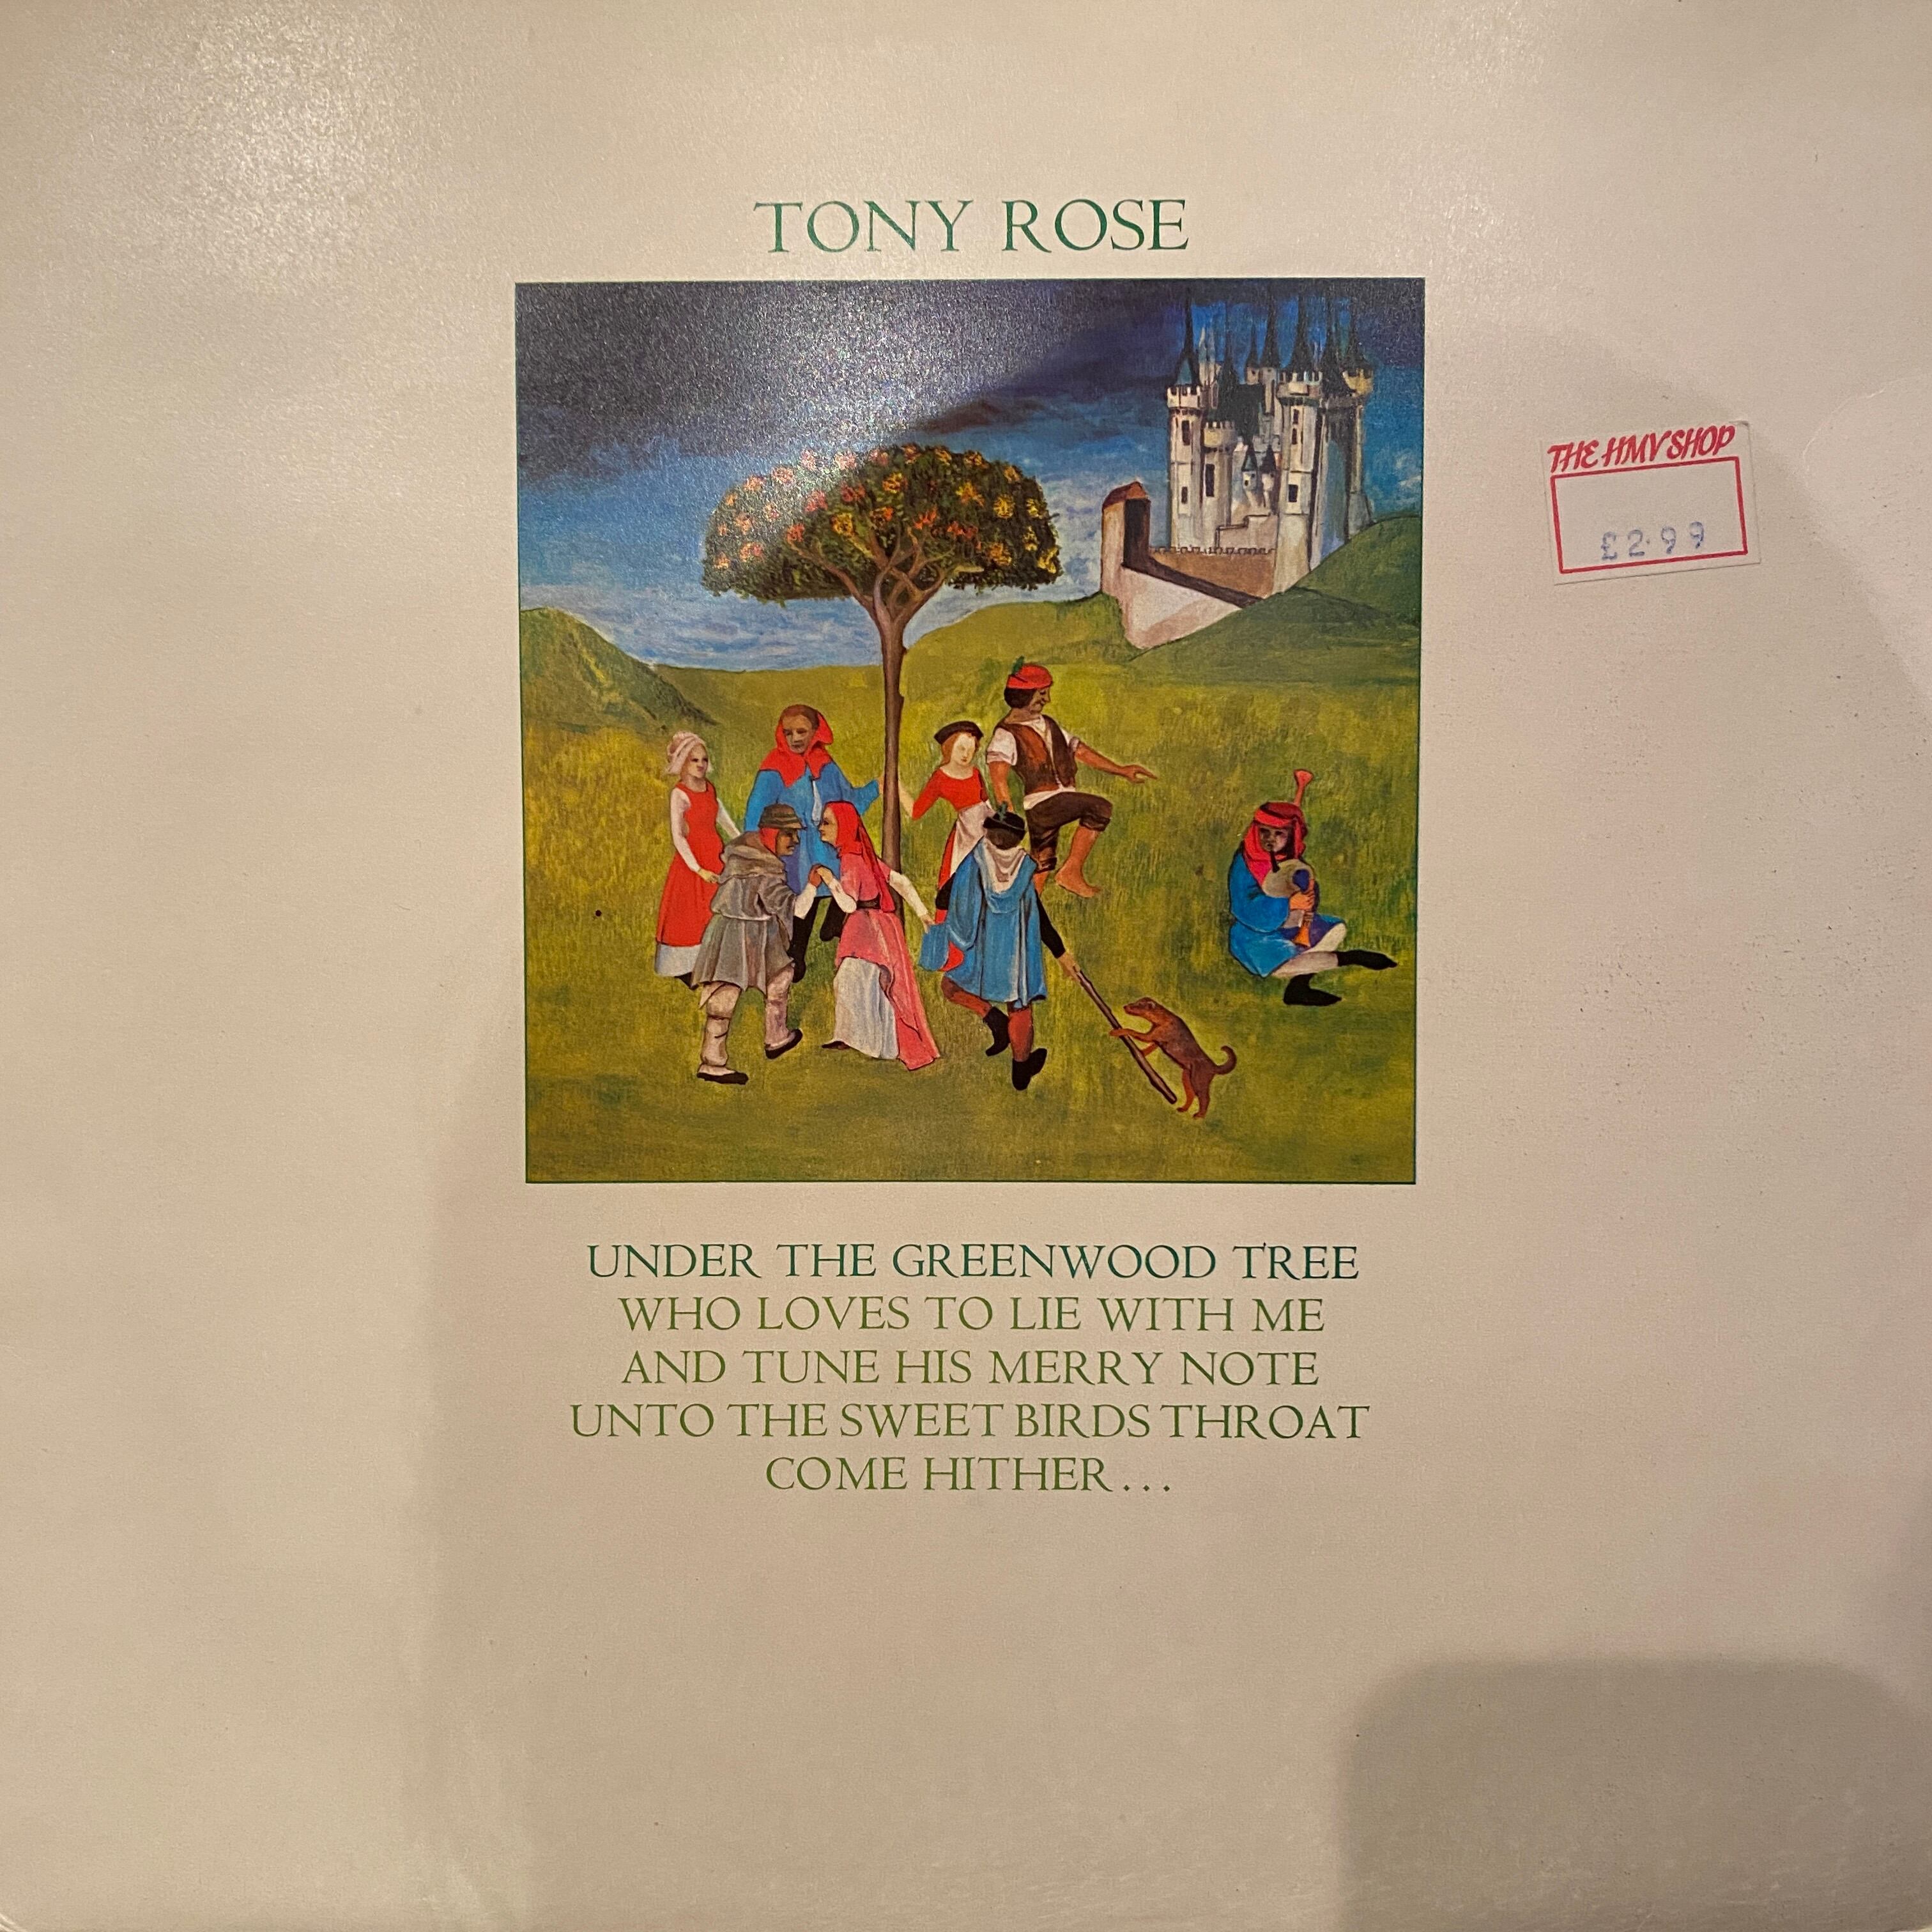 TONY ROSE
THE HMV SHOP
£2.99
UNDER THE GREENWOOD TREE
WHO LOVES TO LIE WITH ME
AND TUNE HIS MERRY NOTE
UNTO THE SWEET BIRDS THROAT
COME HITHER...